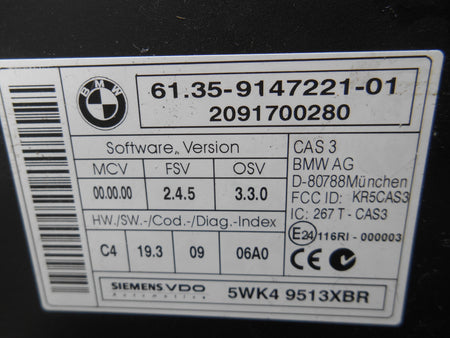 BMW
61.35-9147221-01
2091700280
Software, Version
MCV FSV OSV
00.00.00 2.4.5 3.3.0
HW./SW.-/Cod.-/Diag.-Index
C4 19.3 09 06A0
SIEMENS VDO
Automotive
CAS 3
BMW AG
D-80788München
FCC ID: KR5CAS3
IC: 267 T - CAS3
E24 116RI -000003
CE
5WK4 9513XBR